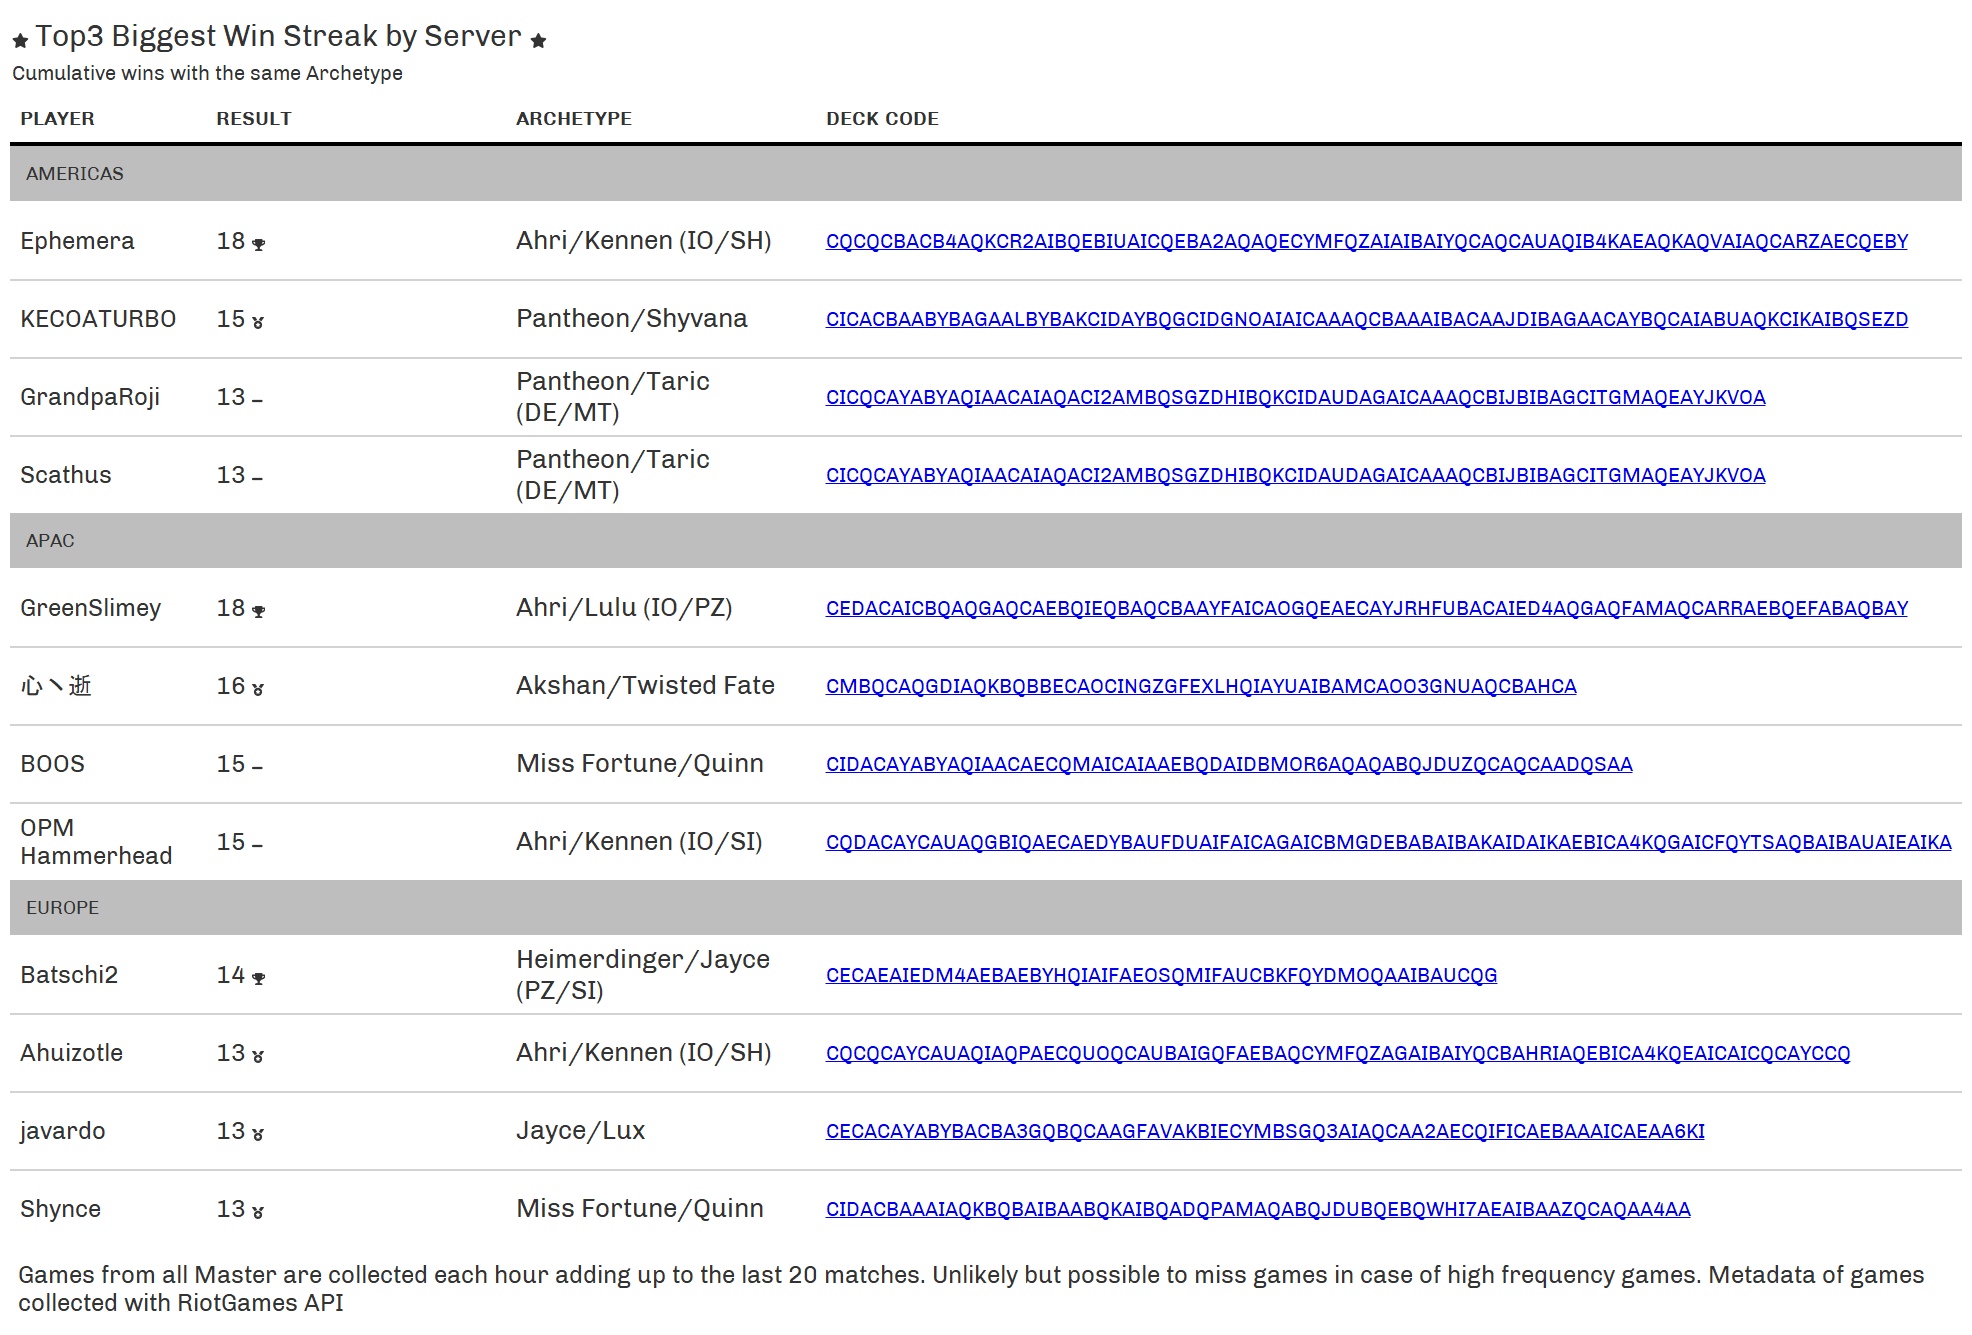 Top3 Biggest Win Streak by Server
Cumulative wins with the same Archetype
PLAYER RESULT ARCHETYPE DECK CODE
AMERICAS
Ephemera 18 Ahri/Kennen (IO/SH) CQCQCBACB4AQKCR2AIBQEBIUAICQEBA2AQAQECYMFQZAIAIBAIYQCAQCAUAQIB4KAEAQKAQVAIAQCARZAECQEBY
KECOATURBO 15 Pantheon/Shyvana CICACBAABYBAGAALBYBAKCIDAYBQGCIDGNOAIAICAAAQCBAAAIBACAAJDIBAGAACAYBQCAIABUAQKCIKAIBQSEZD
GrandpaRoji 13 – Pantheon/Taric (DE/MT) CICQCAYABYAQIAACAIAQACI2AMBQSGZDHIBQKCIDAUDAGAICAAAQCBIJBIBAGCITGMAQEAYJKVOA
Scathus 13 – Pantheon/Taric (DE/MT) CICQCAYABYAQIAACAIAQACI2AMBQSGZDHIBQKCIDAUDAGAICAAAQCBIJBIBAGCITGMAQEAYJKVOA
APAC
GreenSlimey 18 Ahri/Lulu (IO/PZ) CEDACAICBQAQGAQCAEBQIEQBAQCBAAYFAICAOGQEAECAYJRHFUBACAIED4AQGAQFAMAQCARRAEBQEFABAQBAY
心丶逝 16 Akshan/Twisted Fate CMBQCAQGDIAQKBQBBECAOCINGZGFEXLHQIAYUAIBAMCAOO3GNUAQCBAHCA
BOOS 15 – Miss Fortune/Quinn CIDACAYABYAQIAACAECQMAICAIAAEBQDAIDBMOR6AQAQABQJDUZQCAQCAADQSAA
OPM Hammerhead 15 – Ahri/Kennen (IO/SI) CQDACAYCAUAQGBIQAECAEDYBAUFDUAIFAICAGAICBMGDEBABAIBAKAIDAIKAEBICA4KQGAICFQYTSAQBAIBAUAIEAIKA
EUROPE
Batschi2 14 Heimerdinger/Jayce (PZ/SI) CECAEAIEDM4AEBAEBYHQIAIFAEOSQMIFAUCBKFQYDMOQAAIBAUCQG
Ahuizotle 13 Ahri/Kennen (IO/SH) CQCQCAYCAUAQIAQPAECQUOQCAUBAIGQFAEBAQCYMFQZAGAIBAIYQCBAHRIAQEBICA4KQEAICAICQCAYCCQ
javardo 13 Jayce/Lux CECACAYABYBACBA3GQBQCAAGFAVAKBIECYMBSGQ3AIAQCAA2AECQIFICAEBAAAICAEAA6KI
Shynce 13 Miss Fortune/Quinn CIDACBAAAIAQKBQBAIBAABQKAIBQADQPAMAQABQJDUBQEBQWHI7AEAIBAAZQCAQAA4AA
Games from all Master are collected each hour adding up to the last 20 matches. Unlikely but possible to miss games in case of high frequency games. Metadata of games
collected with RiotGames API